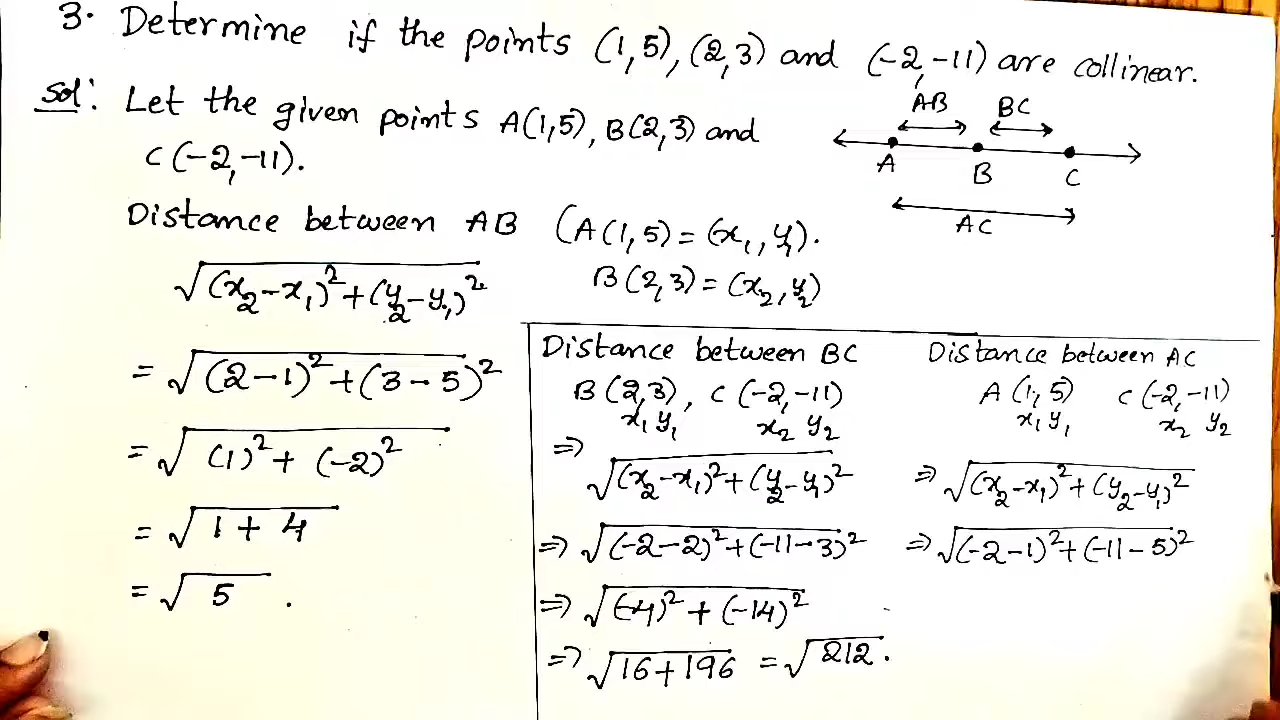 3. Determine if the points (1,5), (2,3) and (-2,-11) are collinear.
Sol: Let the given points A(1,5), B(2,3) and
C(-2,-11).
AB BC
A B C
AC
Distance between AB (A(1,5) = (x₁, y₁).
B(2,3) = (x₂, y₂)
√(x₂-x₁)²+(y₂-y₁)²
= √(2-1)²+(3-5)²
= √(1)²+(-2)²
= √1+4
= √5.
Distance between BC
B(2,3), C(-2,-11)
x₁ y₁ x₂ y₂
⇒
√(x₂-x₁)²+(y₂-y₁)²
⇒ √(-2-2)²+(-11-3)²
⇒ √(-4)²+(-14)²
⇒ √16+196 = √212.
Distance between AC
A(1,5) C(-2,-11)
x₁ y₁ x₂ y₂
⇒ √(x₂-x₁)²+(y₂-y₁)²
⇒ √(-2-1)²+(-11-5)²